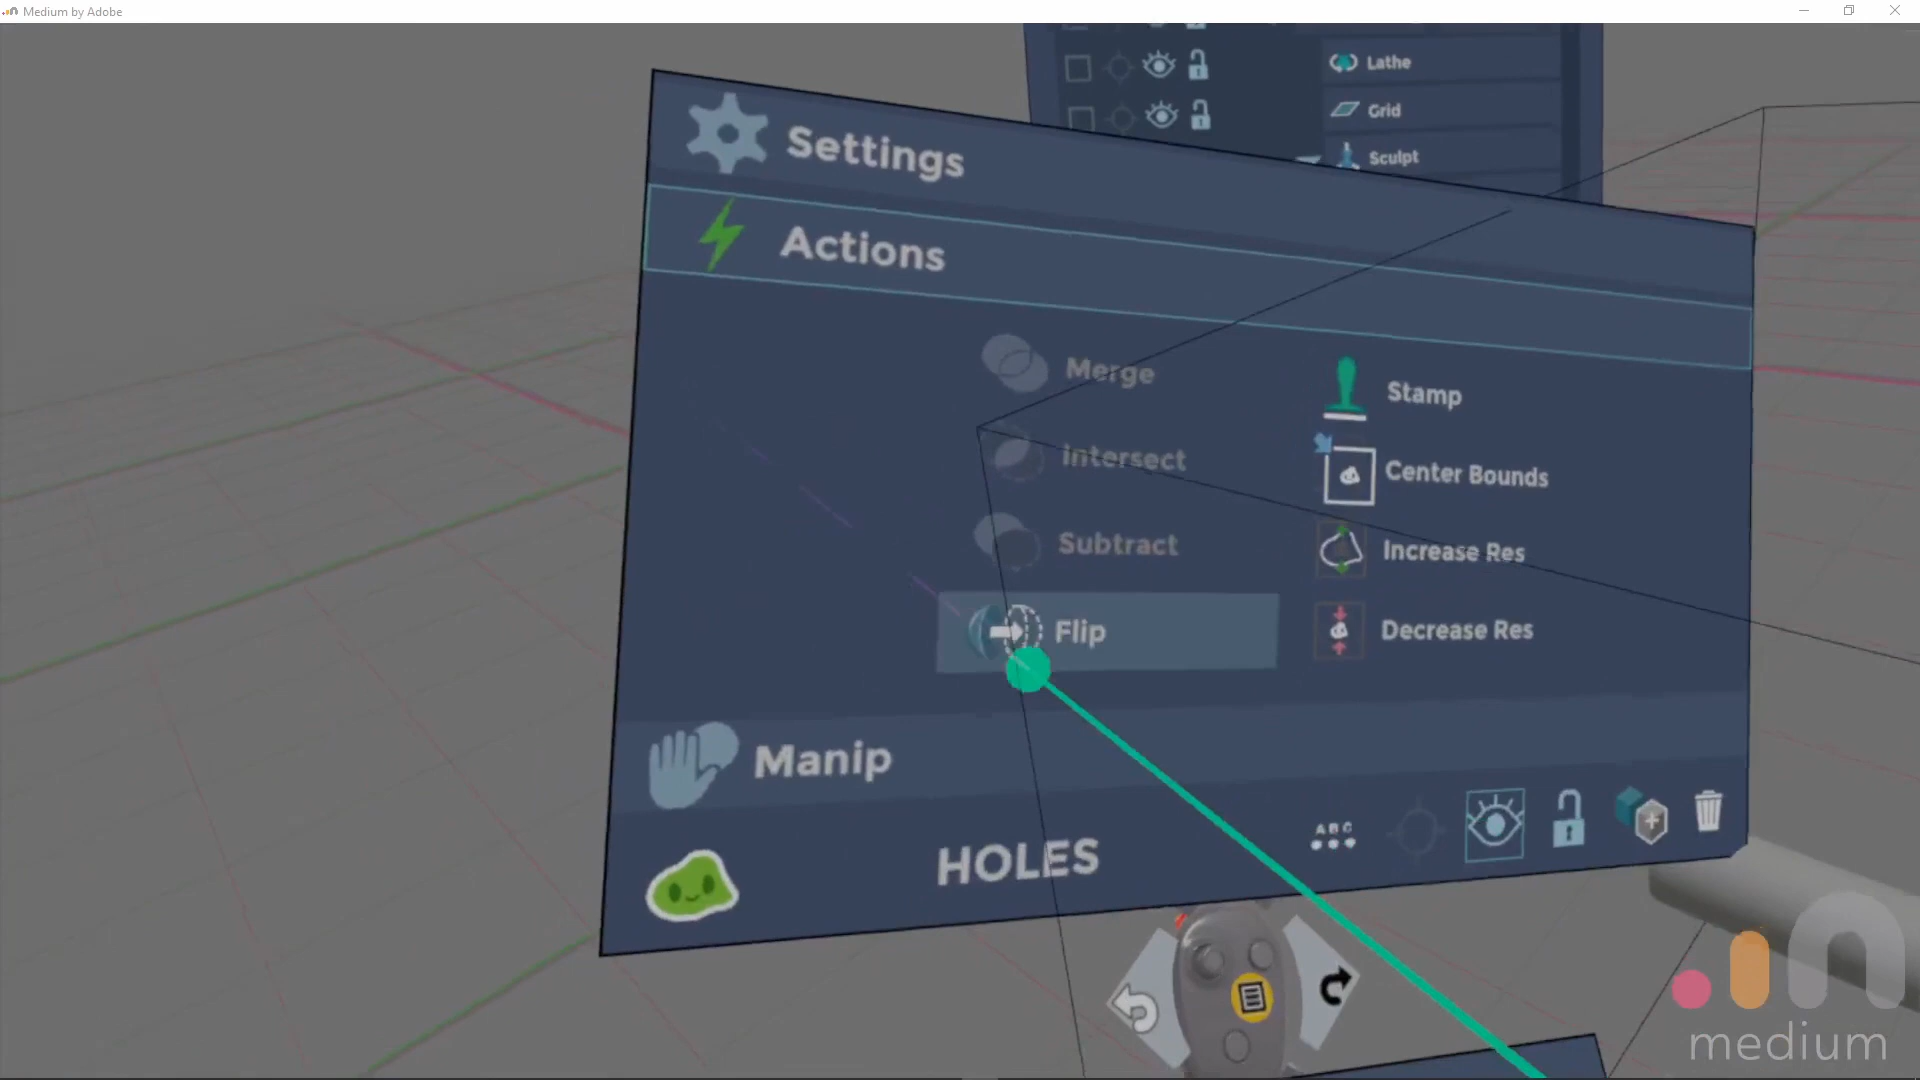 Medium by Adobe
Lathe
Grid
Sculpt
Settings
Actions
Merge
Stamp
Intersect
Center Bounds
Subtract
Increase Res
Flip
Decrease Res
Manip
ABC
HOLES
medium